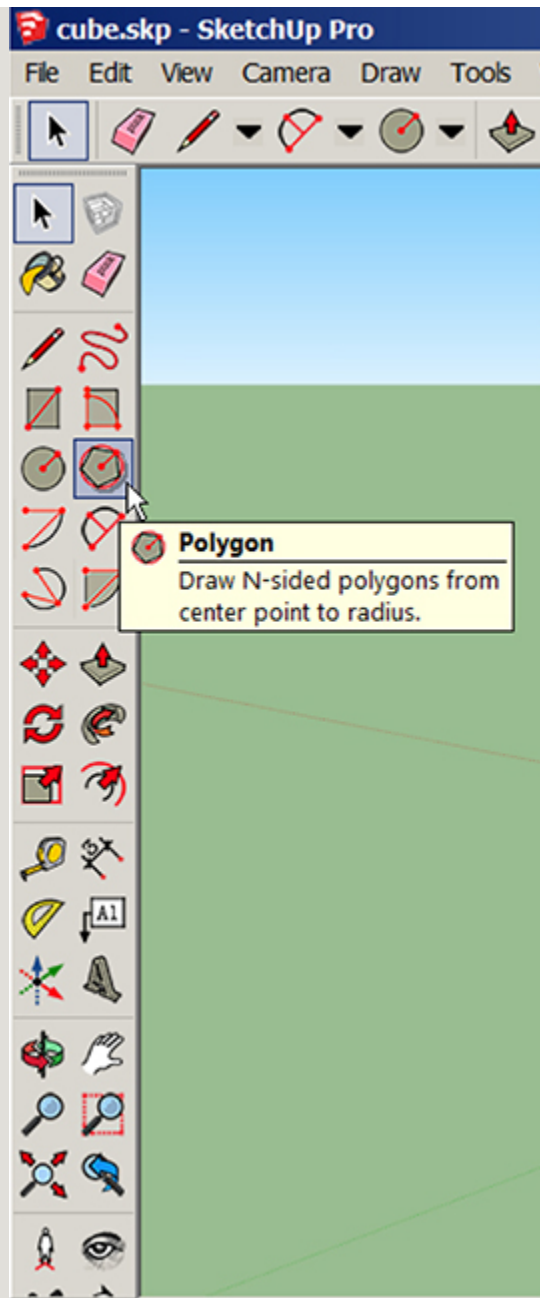 cube.skp - SketchUp Pro
File Edit View Camera Draw Tools
Polygon
Draw N-sided polygons from
center point to radius.
A1